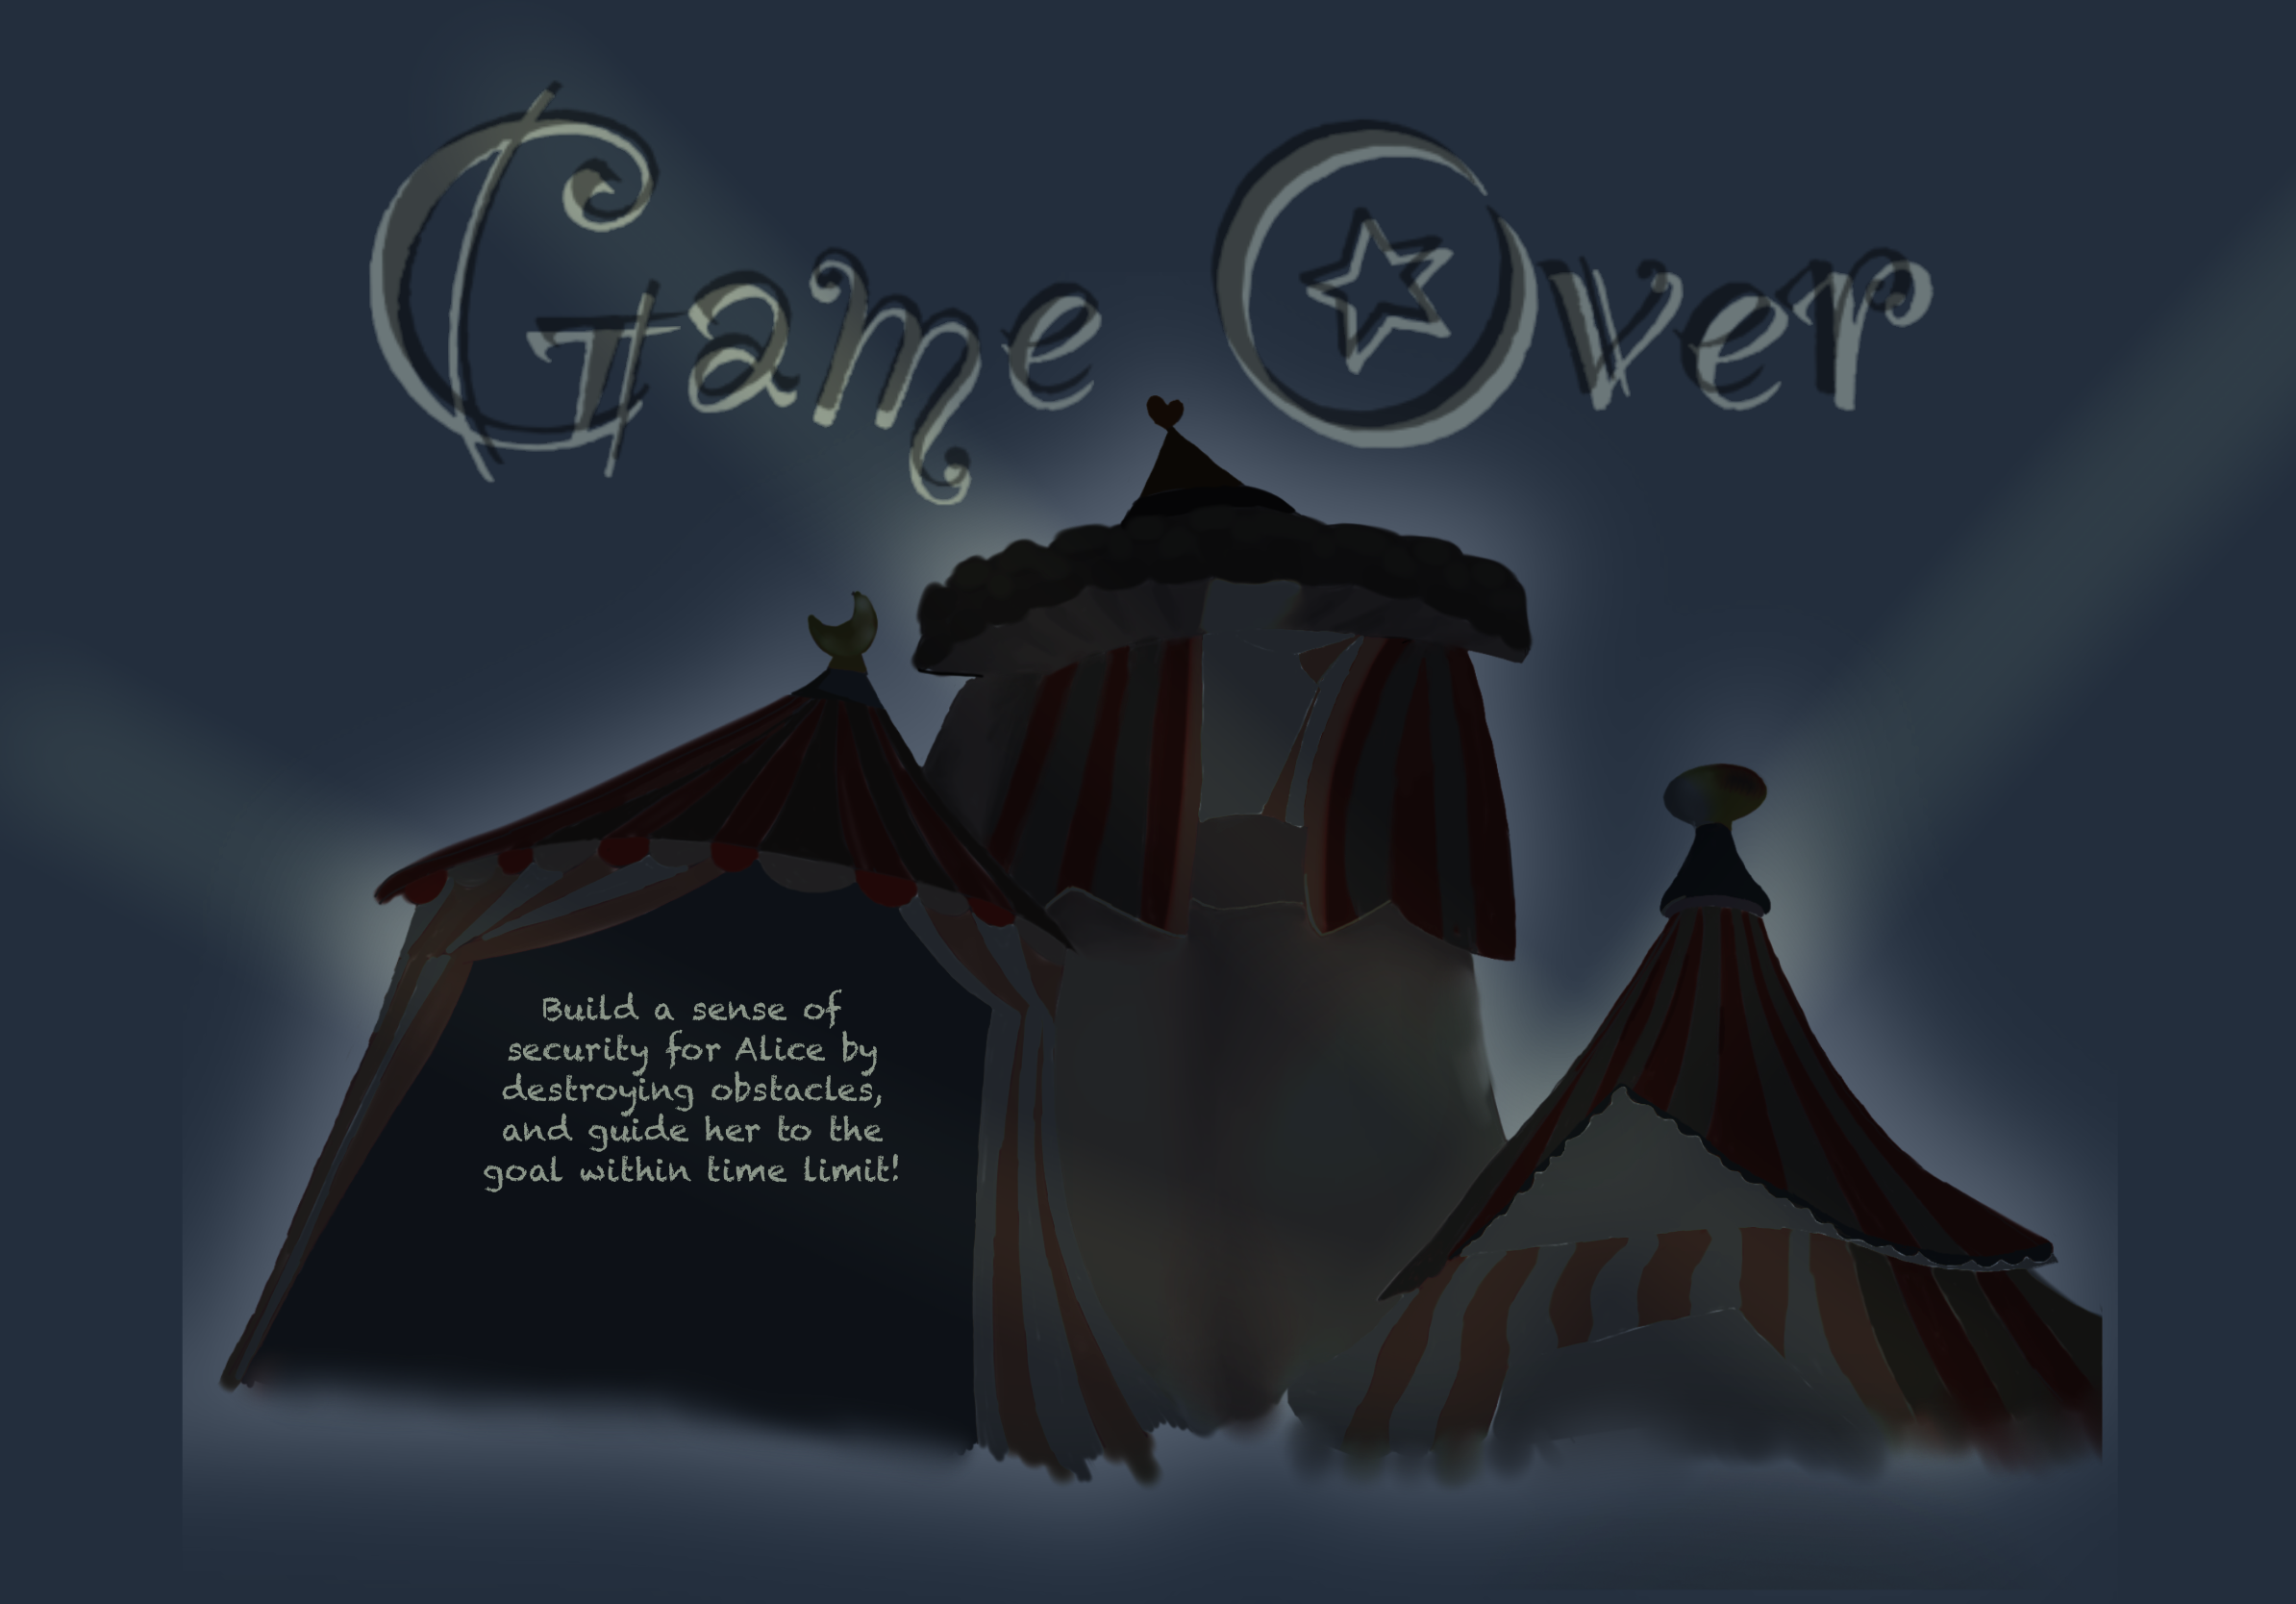 Game Over
Build a sense of
security for Alice by
destroying obstacles,
and guide her to the
goal within time limit!